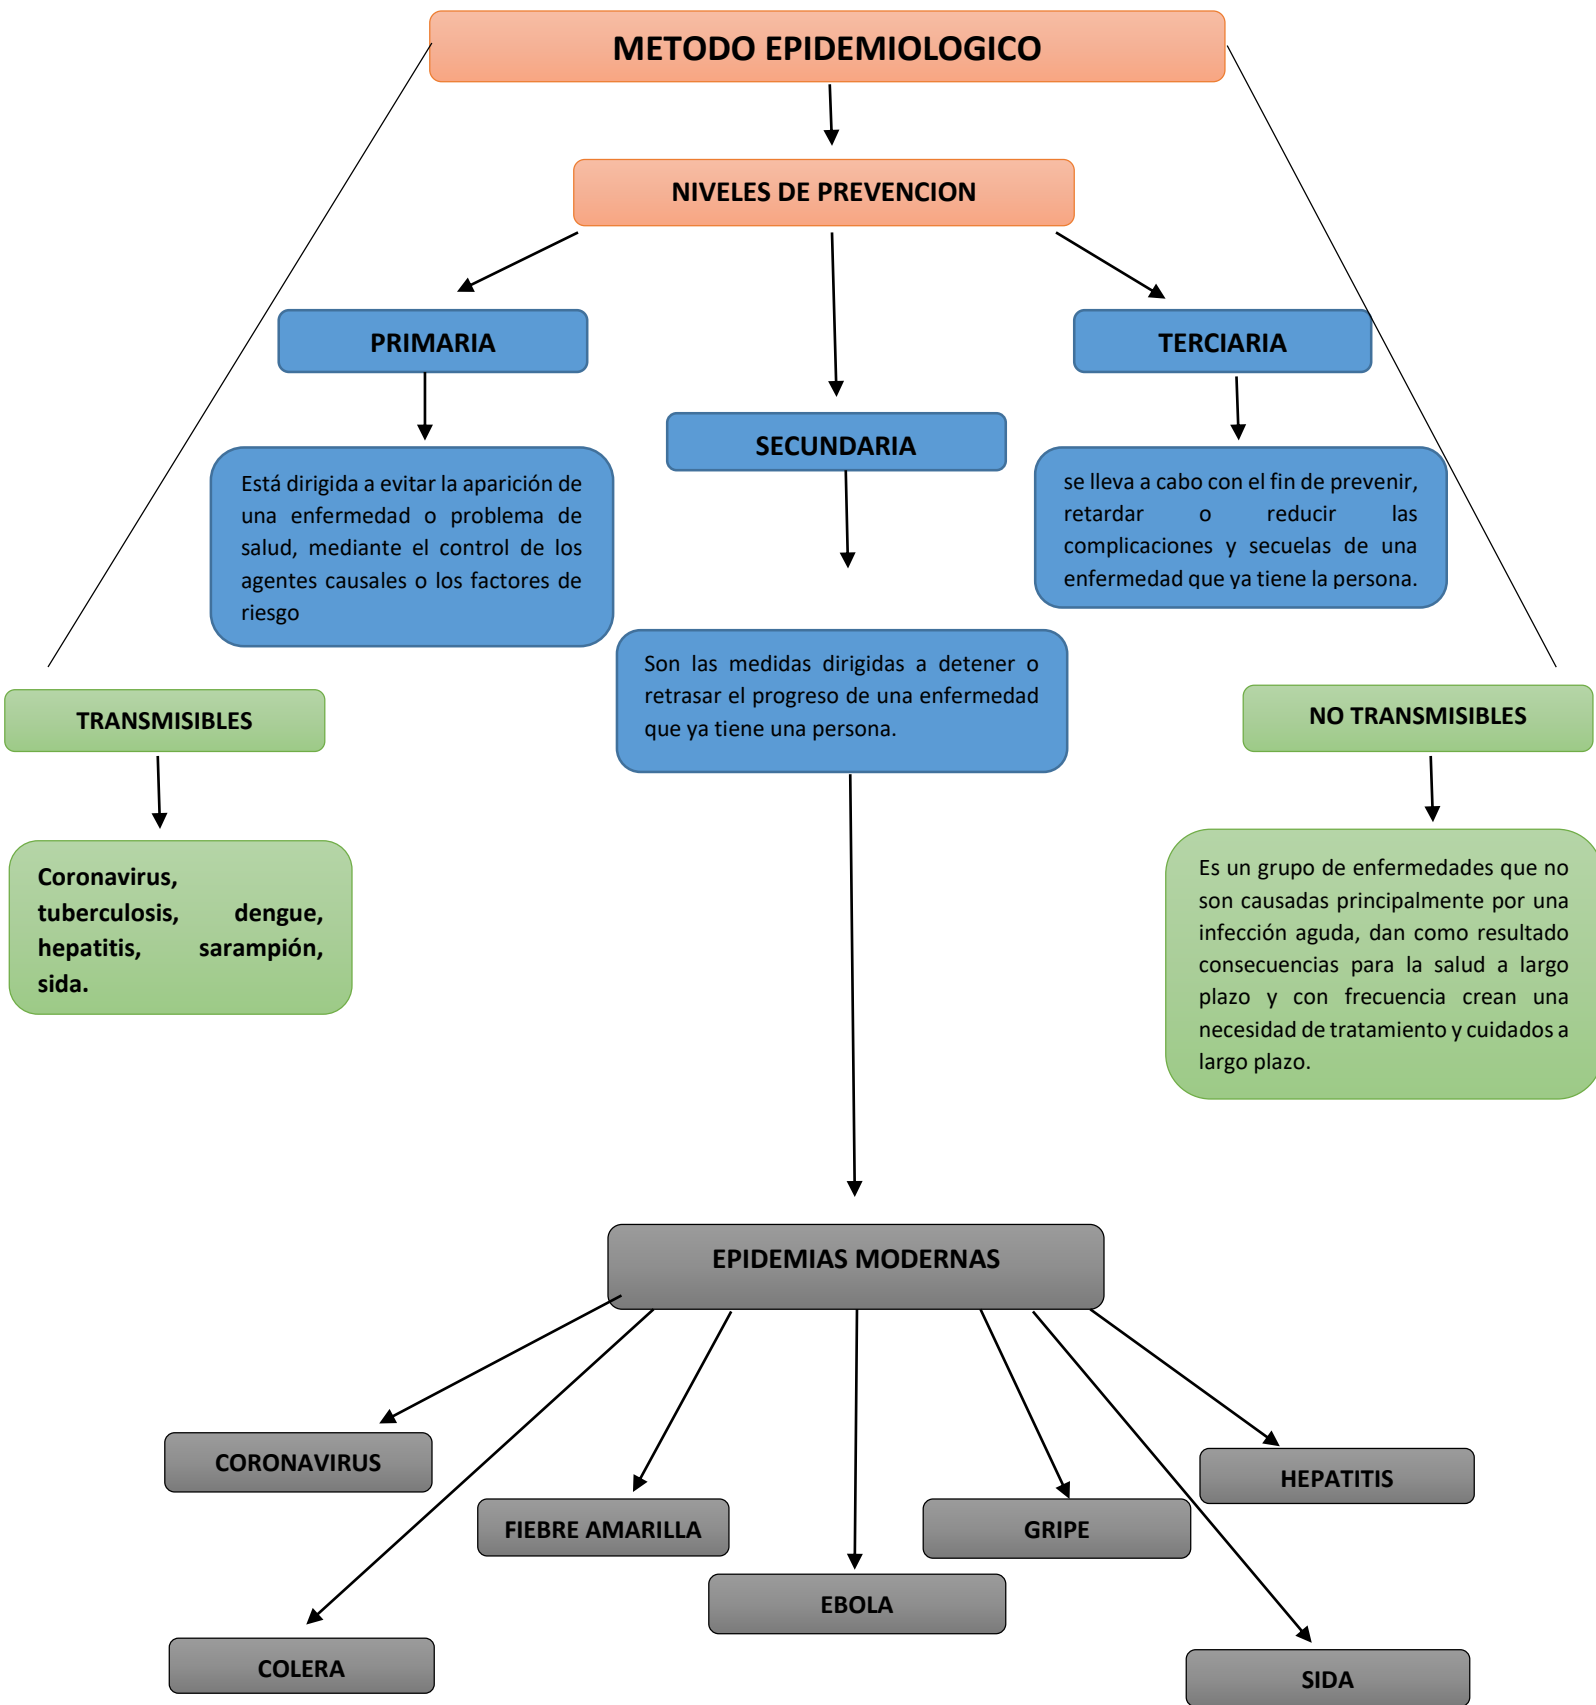 METODO EPIDEMIOLOGICO
NIVELES DE PREVENCION
PRIMARIA
TERCIARIA
SECUNDARIA
Está dirigida a evitar la aparición de
una enfermedad o problema de
salud, mediante el control de los
agentes causales o los factores de
riesgo
se lleva a cabo con el fin de prevenir,
retardar o reducir las
complicaciones y secuelas de una
enfermedad que ya tiene la persona.
Son las medidas dirigidas a detener o
retrasar el progreso de una enfermedad
que ya tiene una persona.
TRANSMISIBLES
NO TRANSMISIBLES
Coronavirus,
tuberculosis, dengue,
hepatitis, sarampión,
sida.
Es un grupo de enfermedades que no
son causadas principalmente por una
infección aguda, dan como resultado
consecuencias para la salud a largo
plazo y con frecuencia crean una
necesidad de tratamiento y cuidados a
largo plazo.
EPIDEMIAS MODERNAS
CORONAVIRUS
HEPATITIS
FIEBRE AMARILLA
GRIPE
EBOLA
COLERA
SIDA